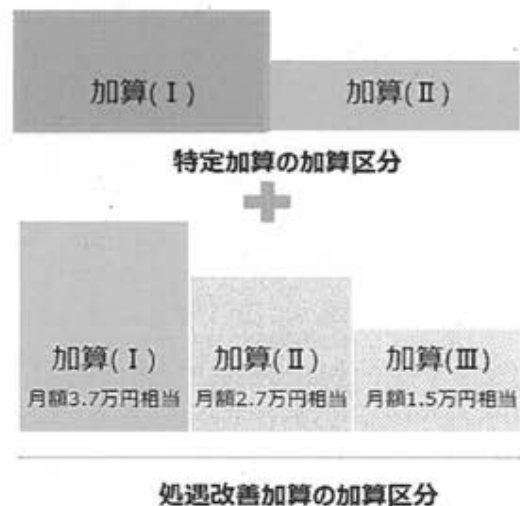 加算(Ⅰ) 加算(Ⅱ)
特定加算の加算区分
加算(Ⅰ) 加算(Ⅱ) 加算(Ⅲ)
月額3.7万円相当 月額2.7万円相当 月額1.5万円相当
処遇改善加算の加算区分